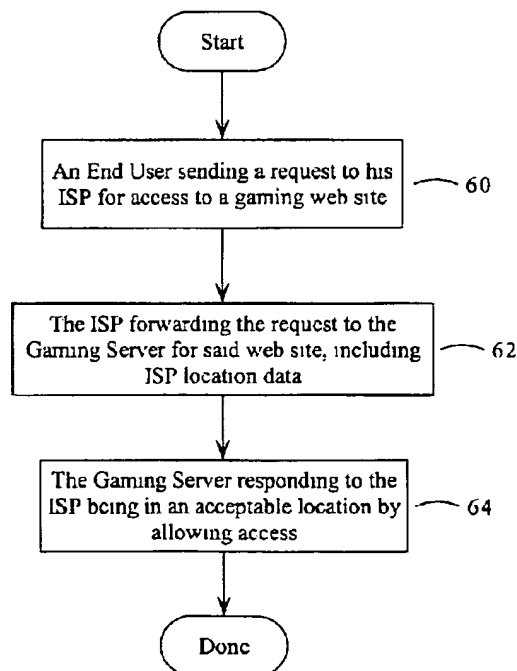 Start
An End User sending a request to his
ISP for access to a gaming web site
60
The ISP forwarding the request to the
Gaming Server for said web site, including
ISP location data
62
The Gaming Server responding to the
ISP being in an acceptable location by
allowing access
64
Done